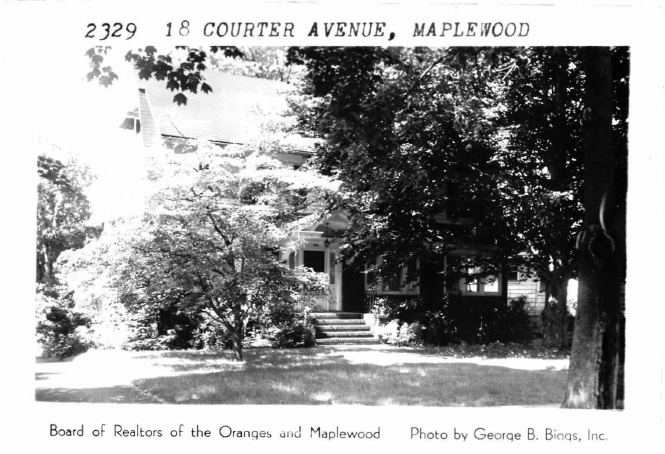 2329 18 COURTER AVENUE, MAPLEWOOD
Board of Realtors of the Oranges and Maplewood Photo by George B. Biggs, Inc.